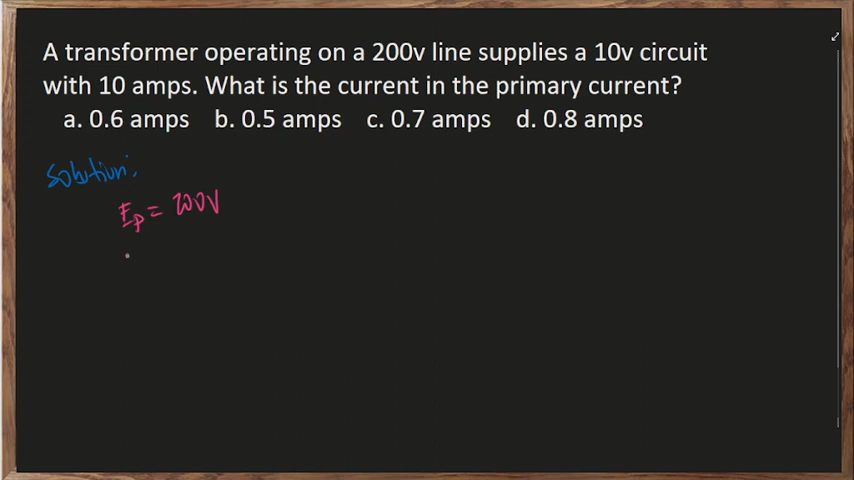 A transformer operating on a 200v line supplies a 10v circuit
with 10 amps. What is the current in the primary current?
a. 0.6 amps b. 0.5 amps c. 0.7 amps d. 0.8 amps
Solution:
Ep = 200V